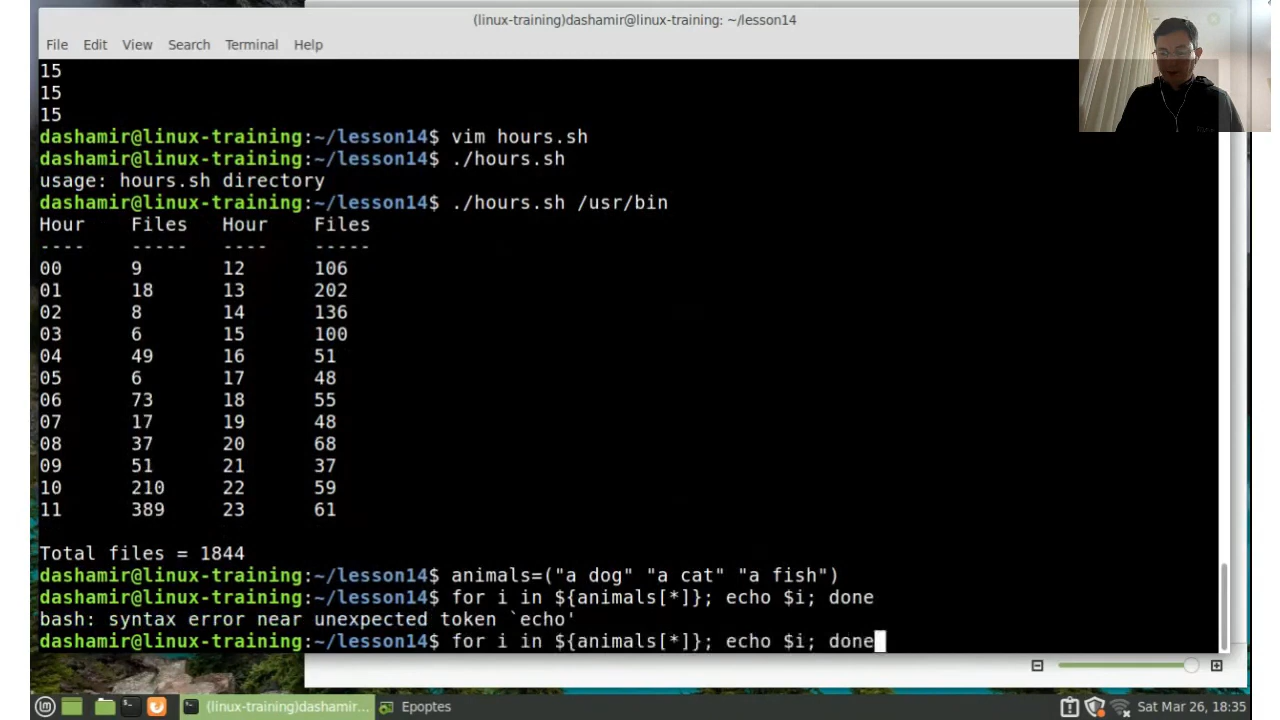 (linux-training)dashamir@linux-training: ~/lesson14
File Edit View Search Terminal Help
15
15
15
dashamir@linux-training:~/lesson14$ vim hours.sh
dashamir@linux-training:~/lesson14$ ./hours.sh
usage: hours.sh directory
dashamir@linux-training:~/lesson14$ ./hours.sh /usr/bin
Hour Files Hour Files
---- ----- ---- -----
00 9 12 106
01 18 13 202
02 8 14 136
03 6 15 100
04 49 16 51
05 6 17 48
06 73 18 55
07 17 19 48
08 37 20 68
09 51 21 37
10 210 22 59
11 389 23 61
Total files = 1844
dashamir@linux-training:~/lesson14$ animals=("a dog" "a cat" "a fish")
dashamir@linux-training:~/lesson14$ for i in ${animals[*]}; echo $i; done
bash: syntax error near unexpected token `echo'
dashamir@linux-training:~/lesson14$ for i in ${animals[*]}; echo $i; done
(linux-training)dashamir... Epoptes Sat Mar 26, 18:35